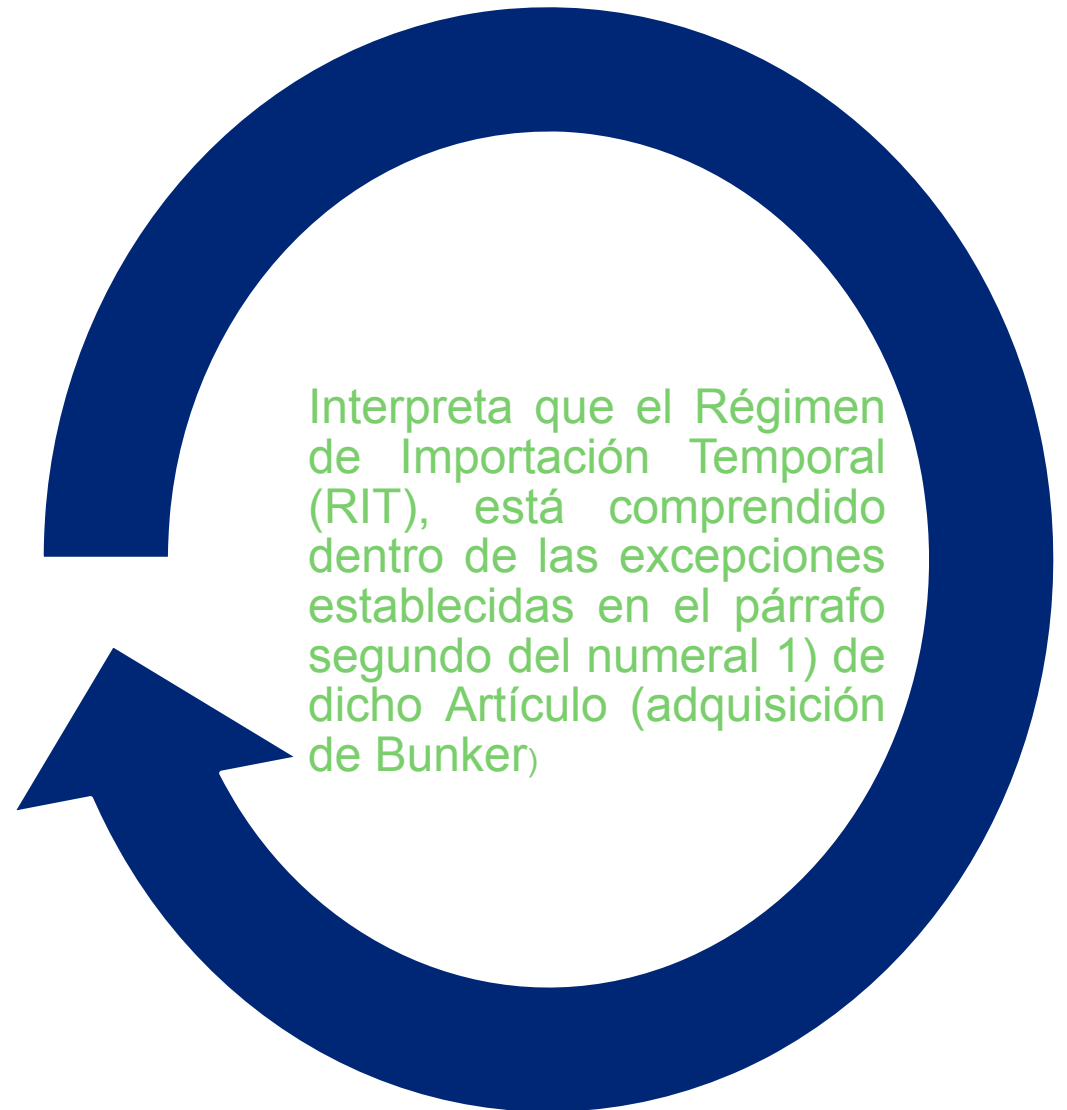 Interpreta que el Régimen
de Importación Temporal
(RIT), está comprendido
dentro de las excepciones
establecidas en el párrafo
segundo del numeral 1) de
dicho Artículo (adquisición
de Bunker)